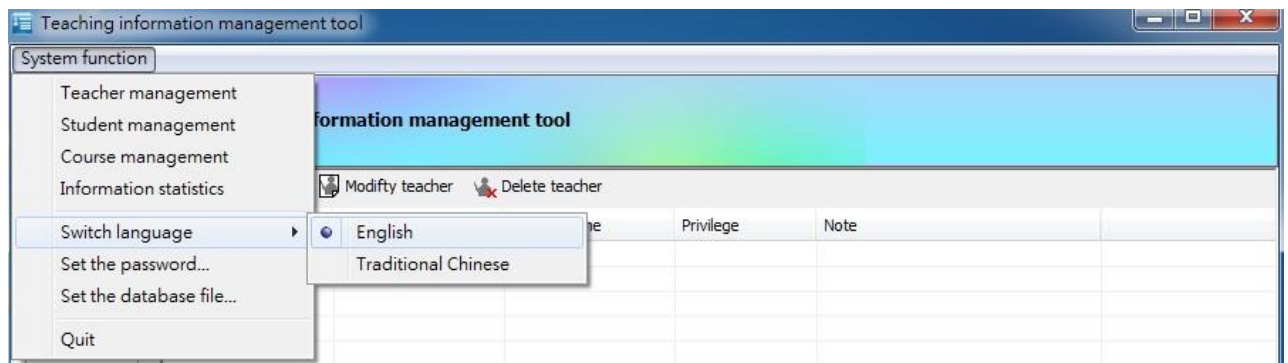 Teaching information management tool
System function
Teacher management
Student management
Course management
Information statistics
Switch language
Set the password...
Set the database file...
Quit
English
Traditional Chinese
management tool
Modifty teacher
Delete teacher
Privilege
Note